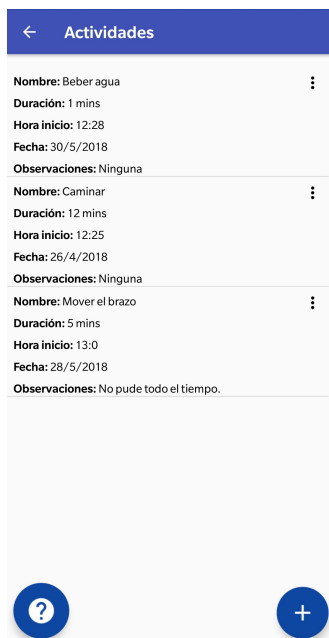 Actividades
Nombre: Beber agua
Duración: 1 mins
Hora inicio: 12:28
Fecha: 30/5/2018
Observaciones: Ninguna
Nombre: Caminar
Duración: 12 mins
Hora inicio: 12:25
Fecha: 26/4/2018
Observaciones: Ninguna
Nombre: Mover el brazo
Duración: 5 mins
Hora inicio: 13:0
Fecha: 28/5/2018
Observaciones: No pude todo el tiempo.